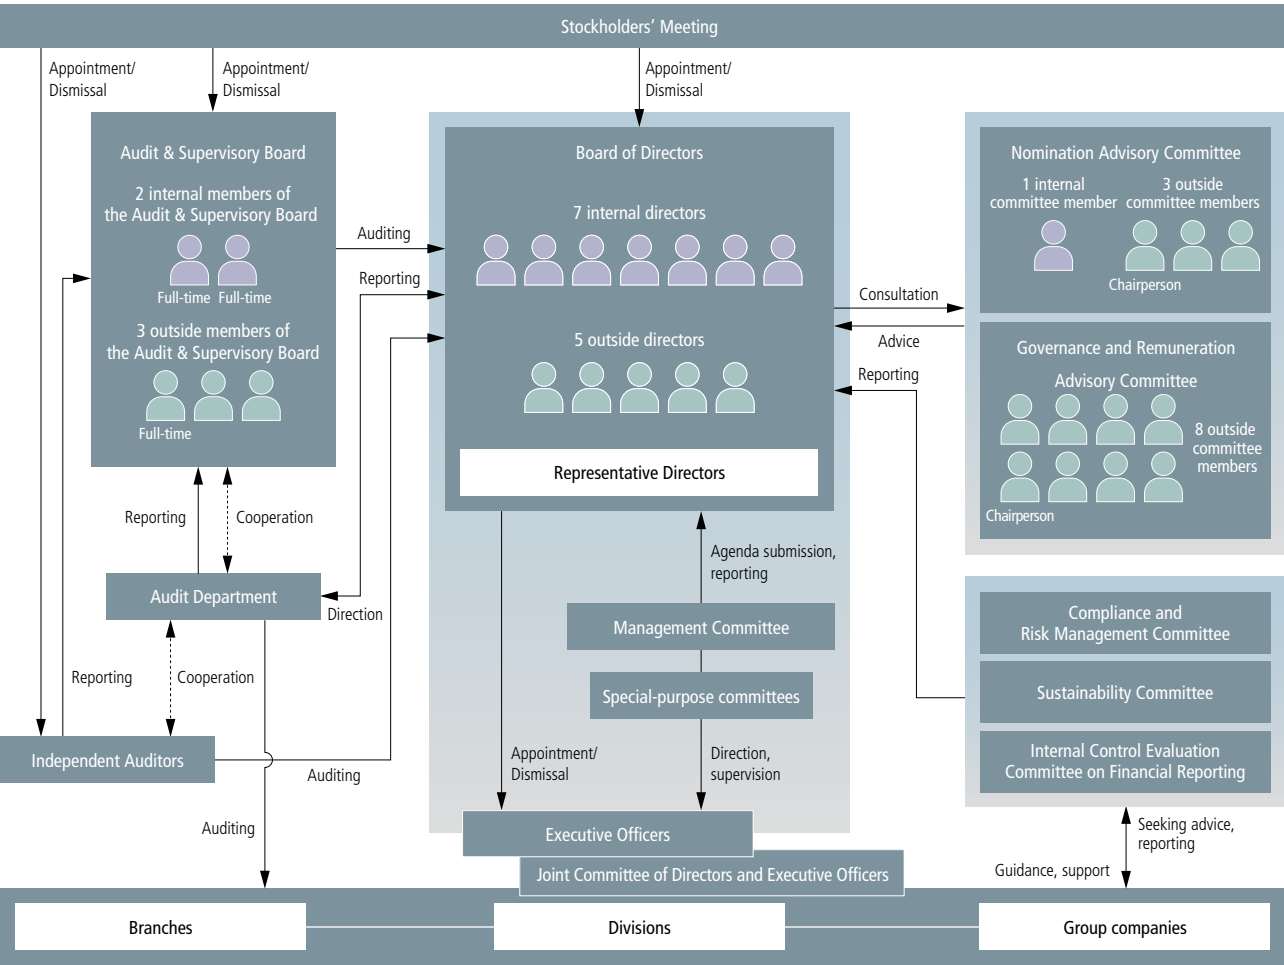 Stockholders' Meeting
Appointment/
Dismissal
Appointment/
Dismissal
Appointment/
Dismissal
Audit & Supervisory Board
2 internal members of
the Audit & Supervisory Board
Full-time Full-time
3 outside members of
the Audit & Supervisory Board
Full-time
Auditing
Reporting
Board of Directors
7 internal directors
5 outside directors
Representative Directors
Consultation
Advice
Reporting
Nomination Advisory Committee
1 internal
committee member
3 outside
committee members
Chairperson
Governance and Remuneration
Advisory Committee
8 outside
committee
members
Chairperson
Reporting
Cooperation
Audit Department
Direction
Agenda submission,
reporting
Management Committee
Special-purpose committees
Compliance and
Risk Management Committee
Sustainability Committee
Internal Control Evaluation
Committee on Financial Reporting
Reporting
Cooperation
Independent Auditors
Auditing
Auditing
Appointment/
Dismissal
Direction,
supervision
Executive Officers
Joint Committee of Directors and Executive Officers
Seeking advice,
reporting
Guidance, support
Branches
Divisions
Group companies